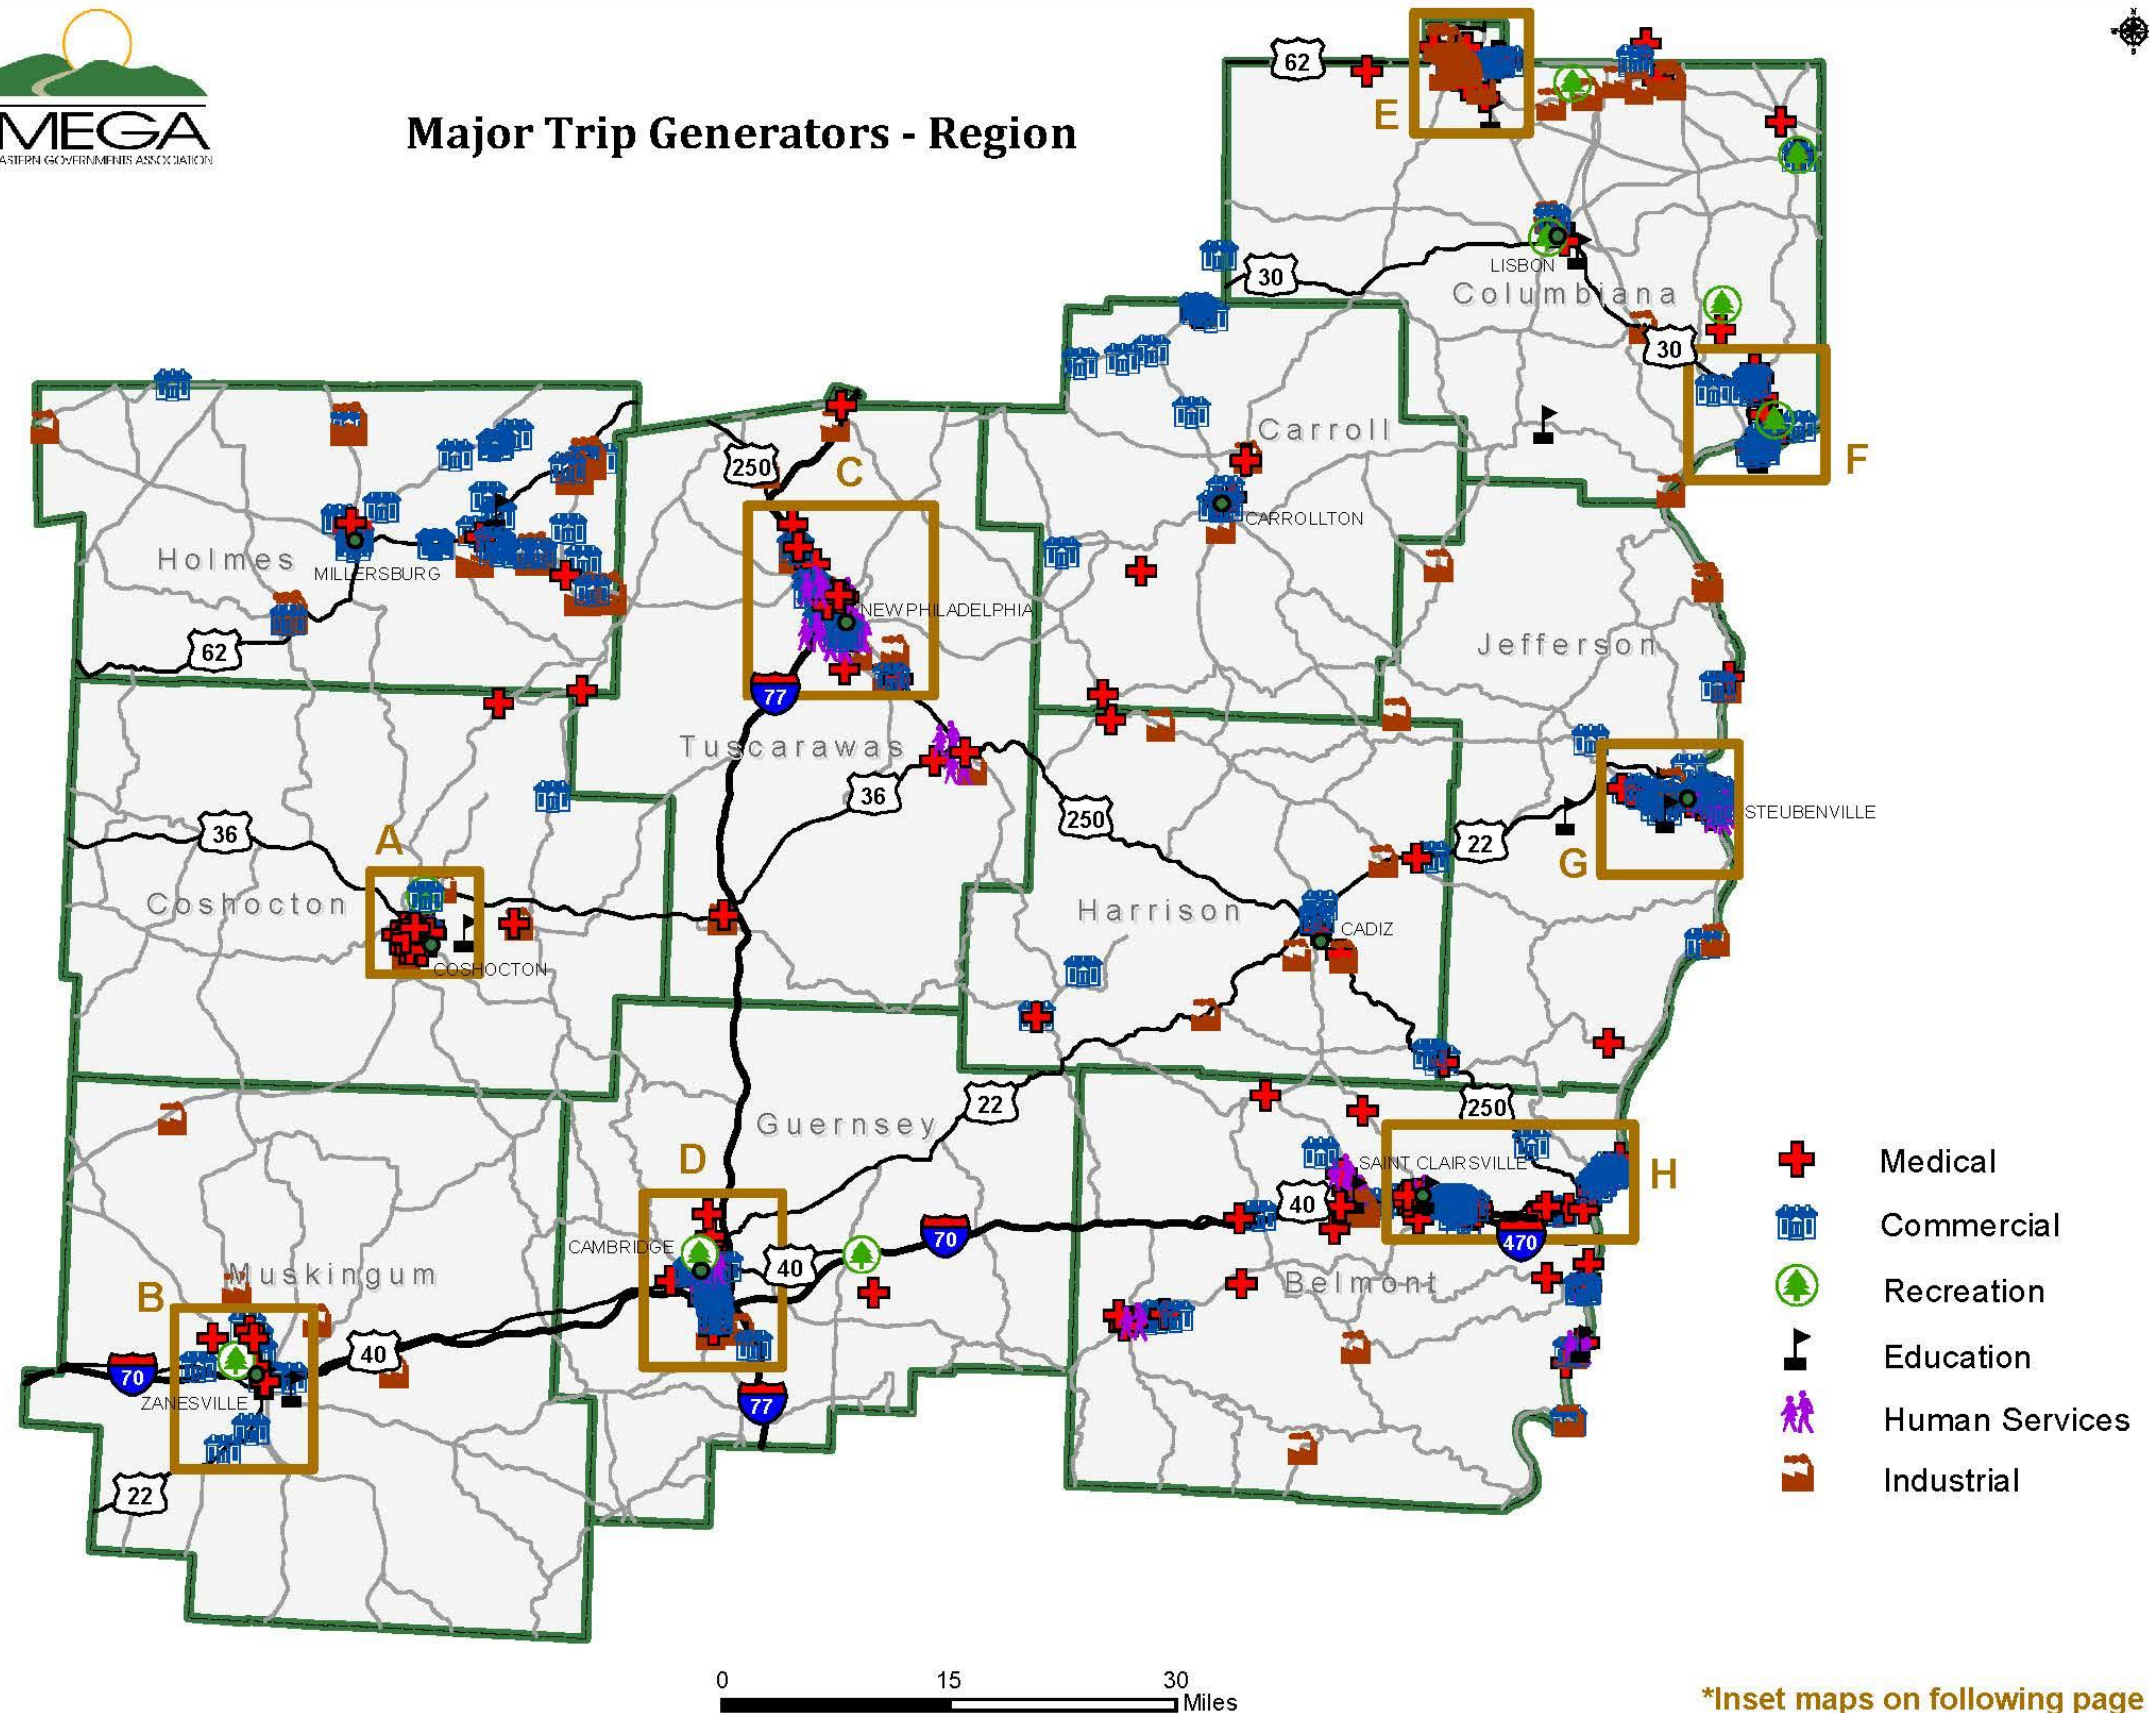 MEGA
EASTERN GOVERNMENTS ASSOCIATION
Major Trip Generators - Region
N
62
E
LISBON
30
Columbiana
30
F
250
C
Carroll
CARROLLTON
Holmes
MILLERSBURG
NEW PHILADELPHIA
62
77
Jefferson
Tuscarawas
36
250
36
A
22
STEUBENVILLE
G
Coshocton
COSHOCTON
Harrison
CADIZ
22
Guernsey
250
D
SAINT CLAIRSVILLE
H
40
70
470
CAMBRIDGE
40
Muskingum
Belmont
B
40
70
ZANESVILLE
77
22
Medical
Commercial
Recreation
Education
Human Services
Industrial
0 15 30
Miles
*Inset maps on following page